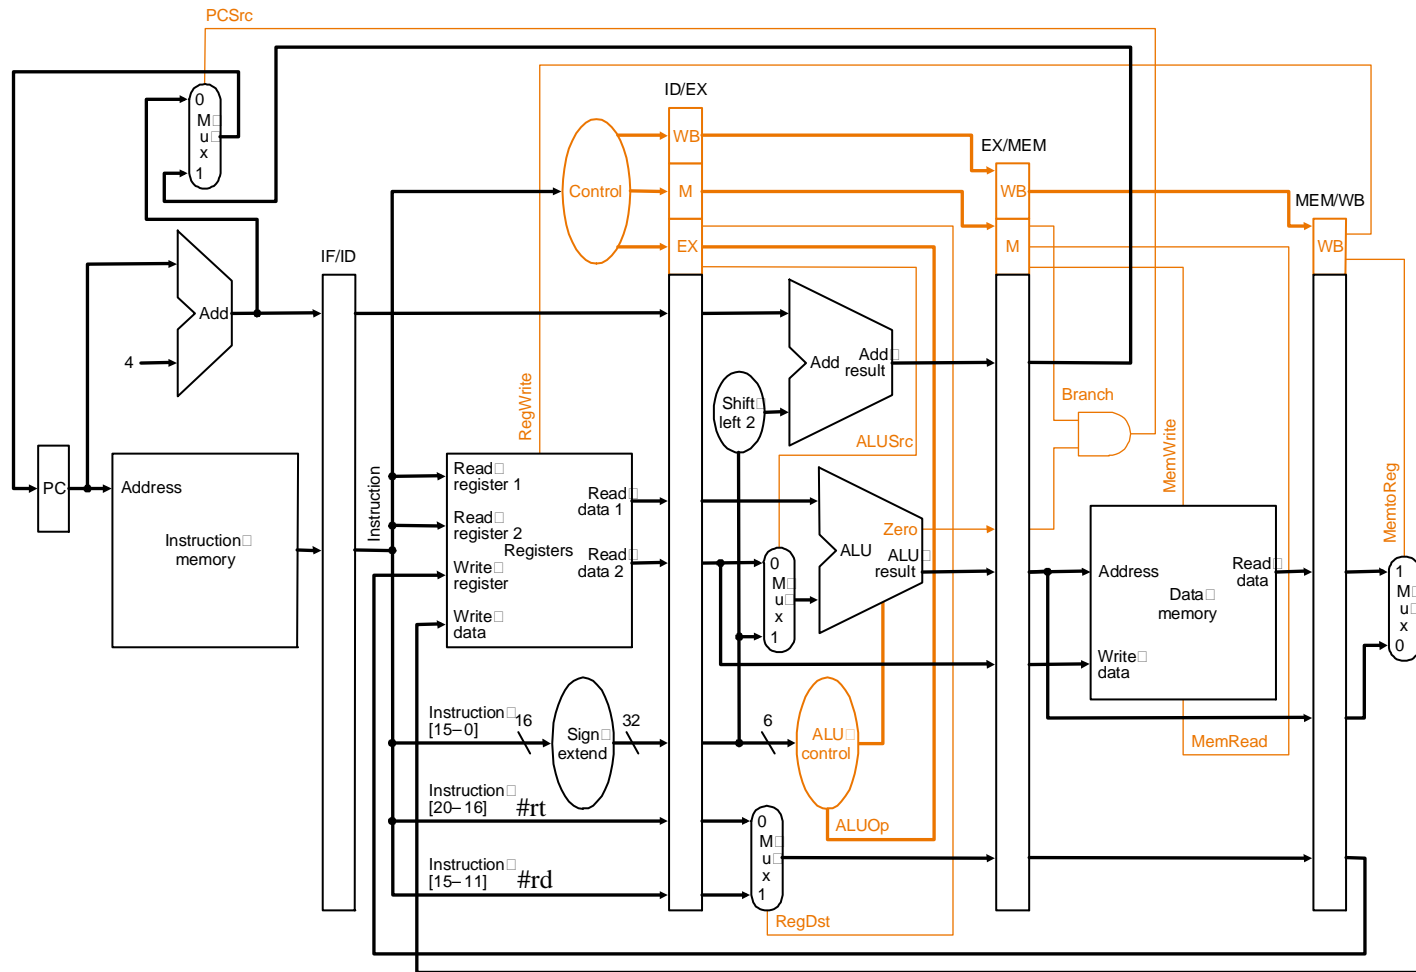 PCSrc
ID/EX
0
M
u
x
1
WB
EX/MEM
Control
M
WB
MEM/WB
IF/ID
EX
M
WB
Add
4
Add
Add
result
RegWrite
Shift
left 2
Branch
ALUSrc
MemWrite
MemtoReg
PC
Address
Instruction
memory
Instruction
Read
register 1
Read
register 2
Write
register
Write
data
Registers
Read
data 1
Read
data 2
0
M
u
x
1
Zero
ALU
ALU
result
Address
Data
memory
Read
data
Write
data
1
M
u
x
0
Instruction
[15–0]
16
Sign
extend
32
6
ALU
control
MemRead
Instruction
[20–16]
#rt
ALUOp
0
M
u
x
1
Instruction
[15–11]
#rd
RegDst